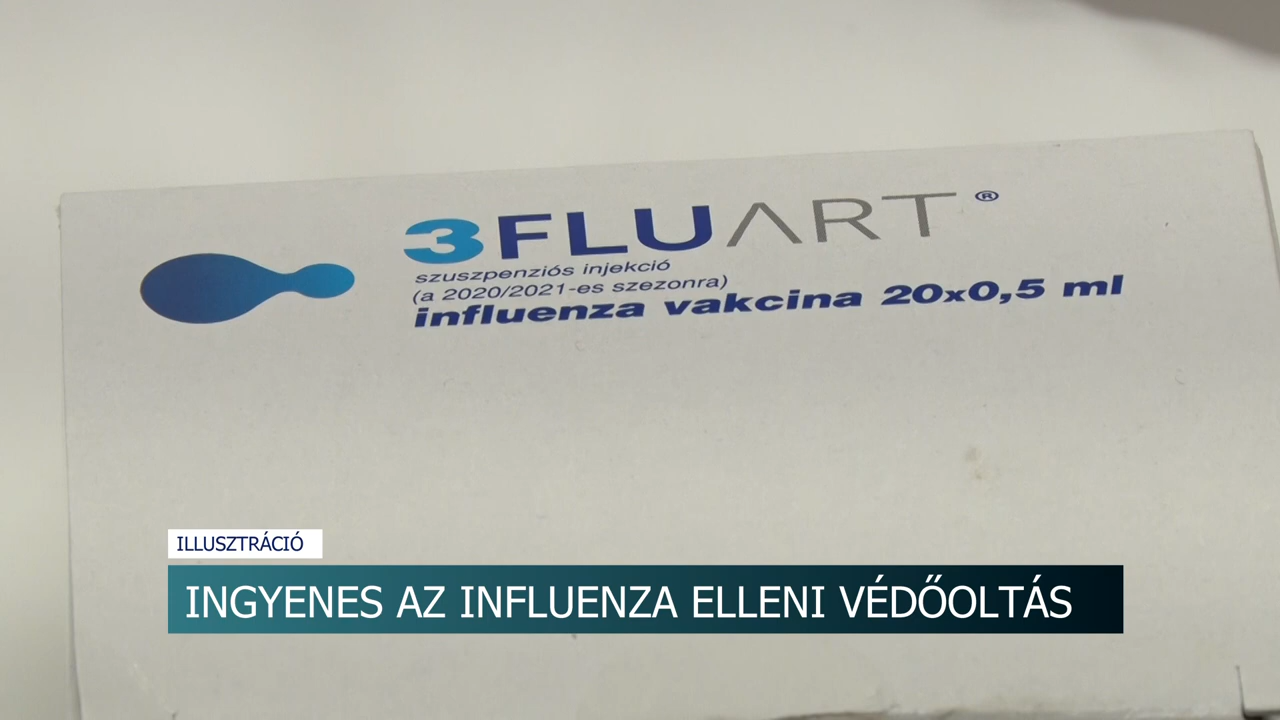 3FLUART®
szuszpenziós injekció
(a 2020/2021-es szezonra)
influenza vakcina 20x0,5 ml
ILLUSZTRÁCIÓ
INGYENES AZ INFLUENZA ELLENI VÉDŐOLTÁS